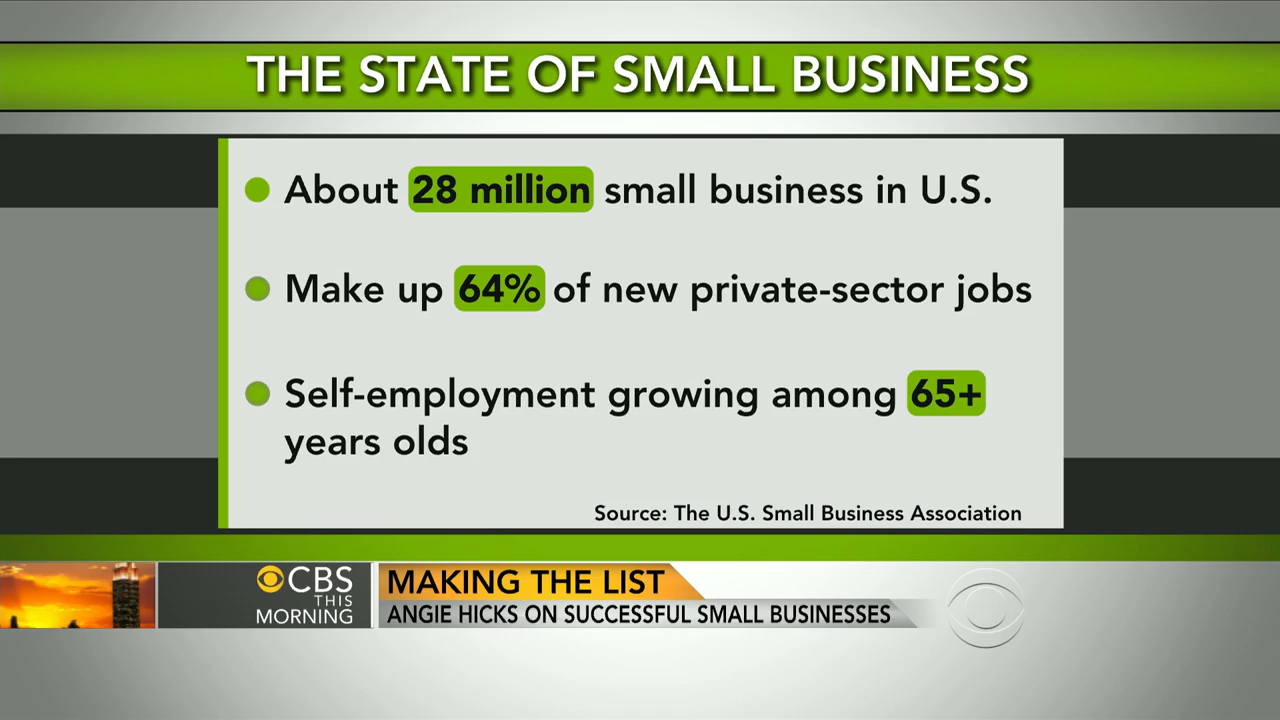 THE STATE OF SMALL BUSINESS
About 28 million small business in U.S.
Make up 64% of new private-sector jobs
Self-employment growing among 65+
years olds
Source: The U.S. Small Business Association
CBS
THIS
MORNING
MAKING THE LIST
ANGIE HICKS ON SUCCESSFUL SMALL BUSINESSES